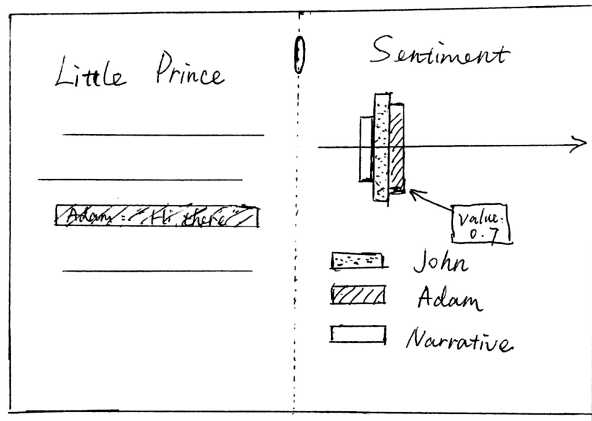 Little Prince
Adam: "Hi, there"
Sentiment
value:
0.7
John
Adam
Narrative